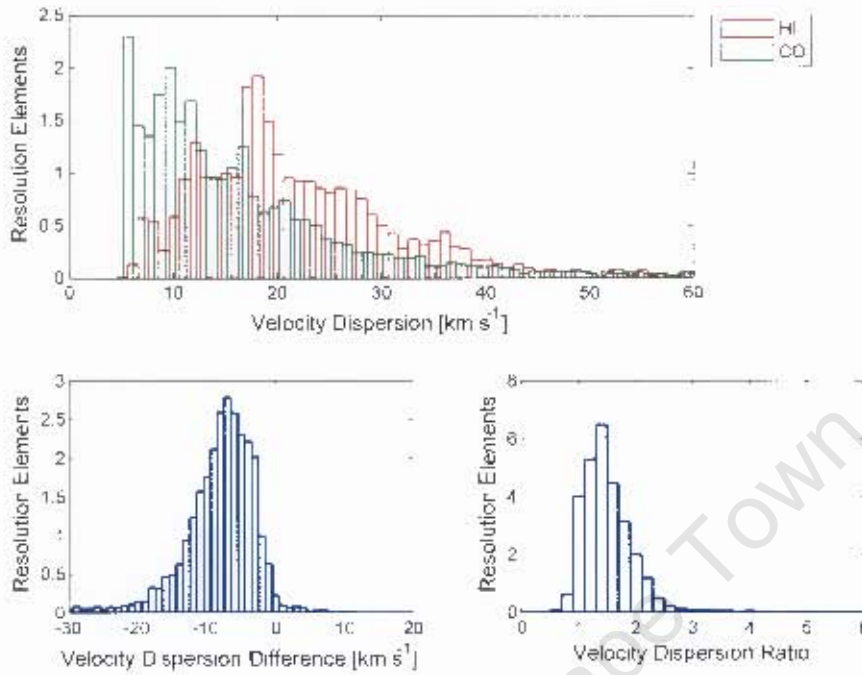 2.5
2
1.5
1
0.5
0
Resolution Elements
0 10 20 30 40 50 60
Velocity Dispersion [km s-1]
HI
CO
3
2.5
2
1.5
1
0.5
0
Resolution Elements
-30 -20 -10 0 10 20
Velocity Dispersion Difference [km s-1]
8
6
4
2
0
Resolution Elements
0 1 2 3 4 5 6
Velocity Dispersion Ratio
Town